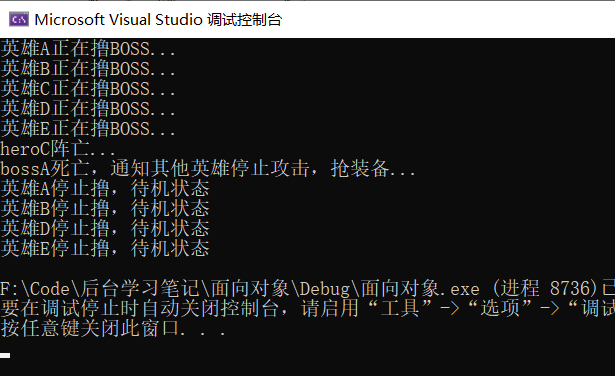 Microsoft Visual Studio 调试控制台
英雄A正在撸BOSS...
英雄B正在撸BOSS...
英雄C正在撸BOSS...
英雄D正在撸BOSS...
英雄E正在撸BOSS...
heroC阵亡...
bossA死亡，通知其他英雄停止攻击，抢装备...
英雄A停止撸，待机状态
英雄B停止撸，待机状态
英雄D停止撸，待机状态
英雄E停止撸，待机状态
F:\Code\后台学习笔记\面向对象\Debug\面向对象.exe (进程 8736)已
要在调试停止时自动关闭控制台，请启用“工具”->“选项”->“调试
按任意键关闭此窗口. . .